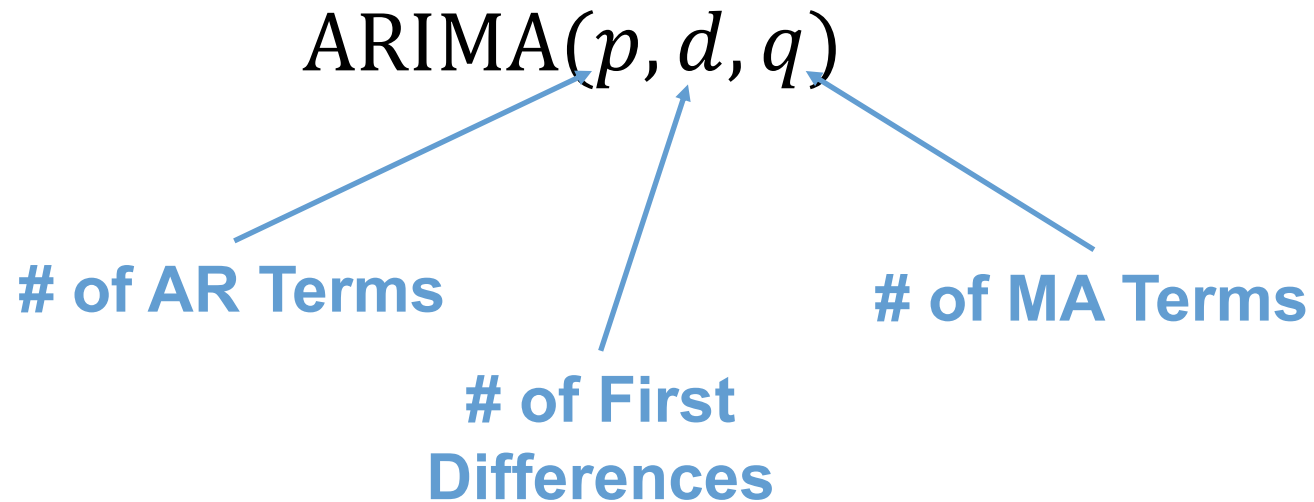 ARIMA(p, d, q)
# of AR Terms
# of MA Terms
# of First
Differences